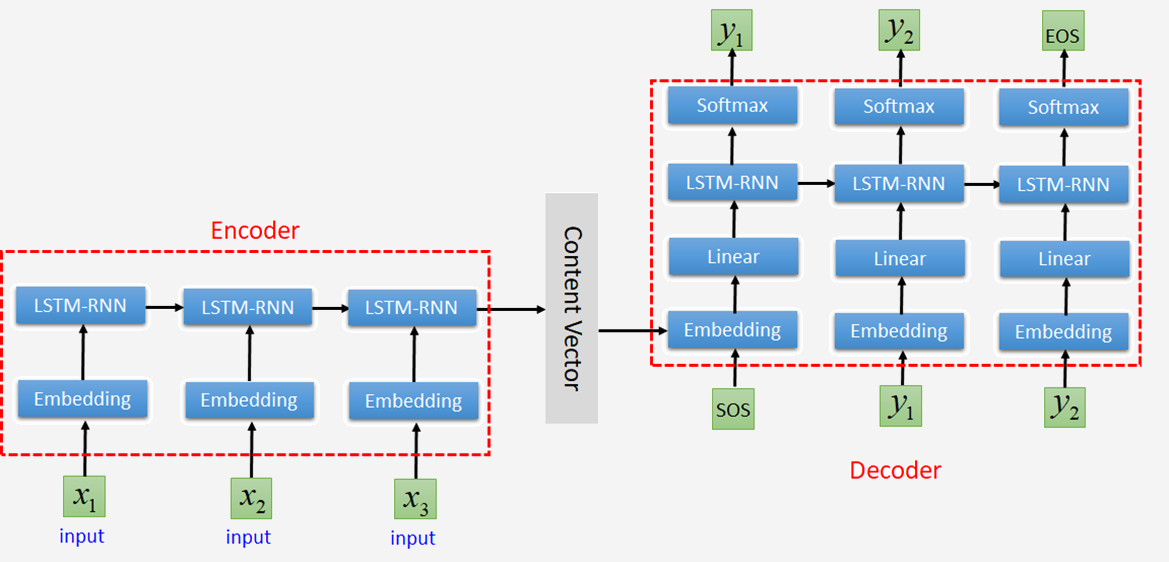 y1 y2 EOS
Softmax Softmax Softmax
LSTM-RNN LSTM-RNN LSTM-RNN
Linear Linear Linear
Embedding Embedding Embedding
SOS y1 y2
Decoder
Content Vector
Encoder
LSTM-RNN LSTM-RNN LSTM-RNN
Embedding Embedding Embedding
x1 x2 x3
input input input